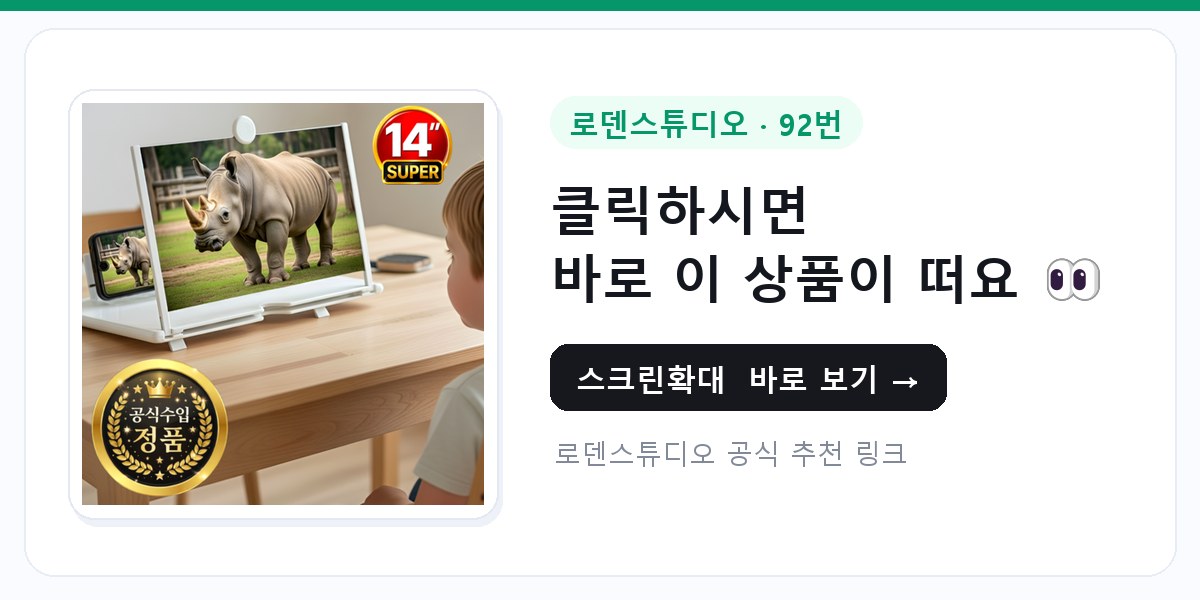 14"
SUPER
공식수입
정품
로덴스튜디오 · 92번
클릭하시면
바로 이 상품이 떠요 👀
스크린확대 바로 보기 →
로덴스튜디오 공식 추천 링크